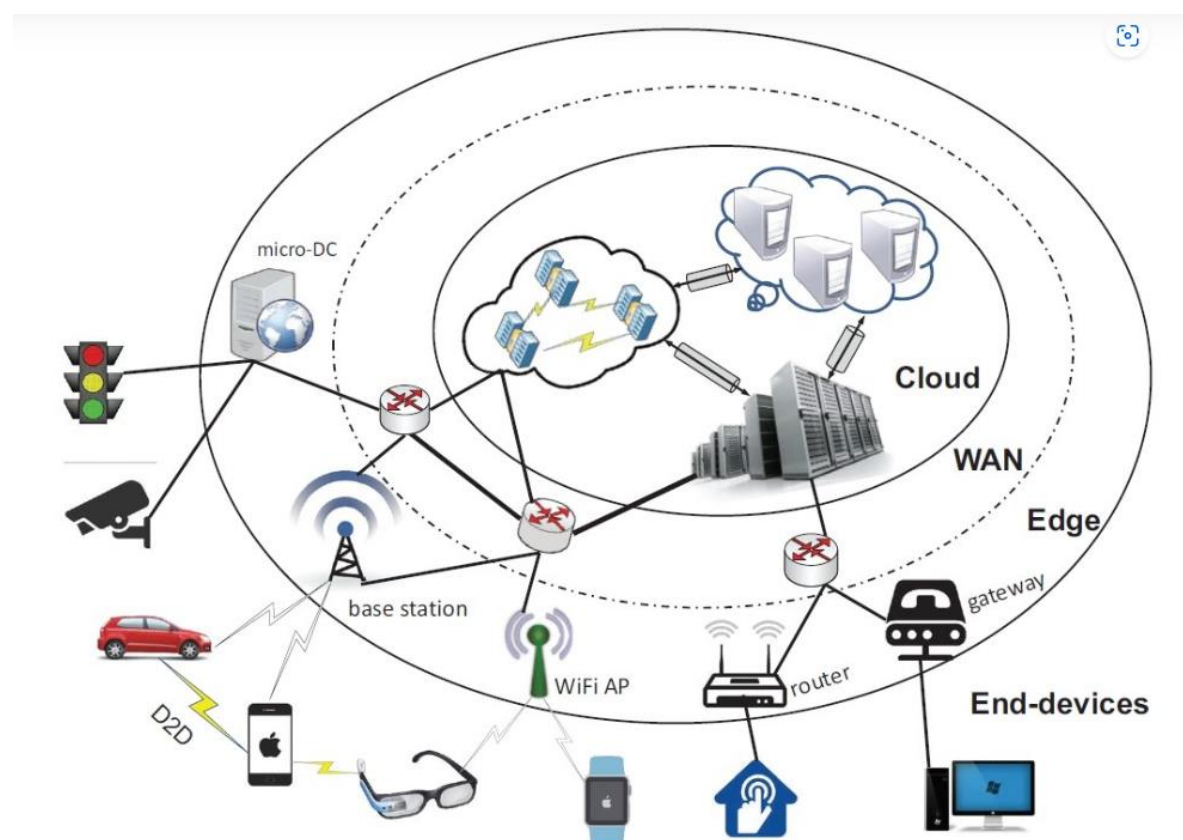 micro-DC
Cloud
WAN
Edge
gateway
base station
WiFi AP
router
End-devices
D2D